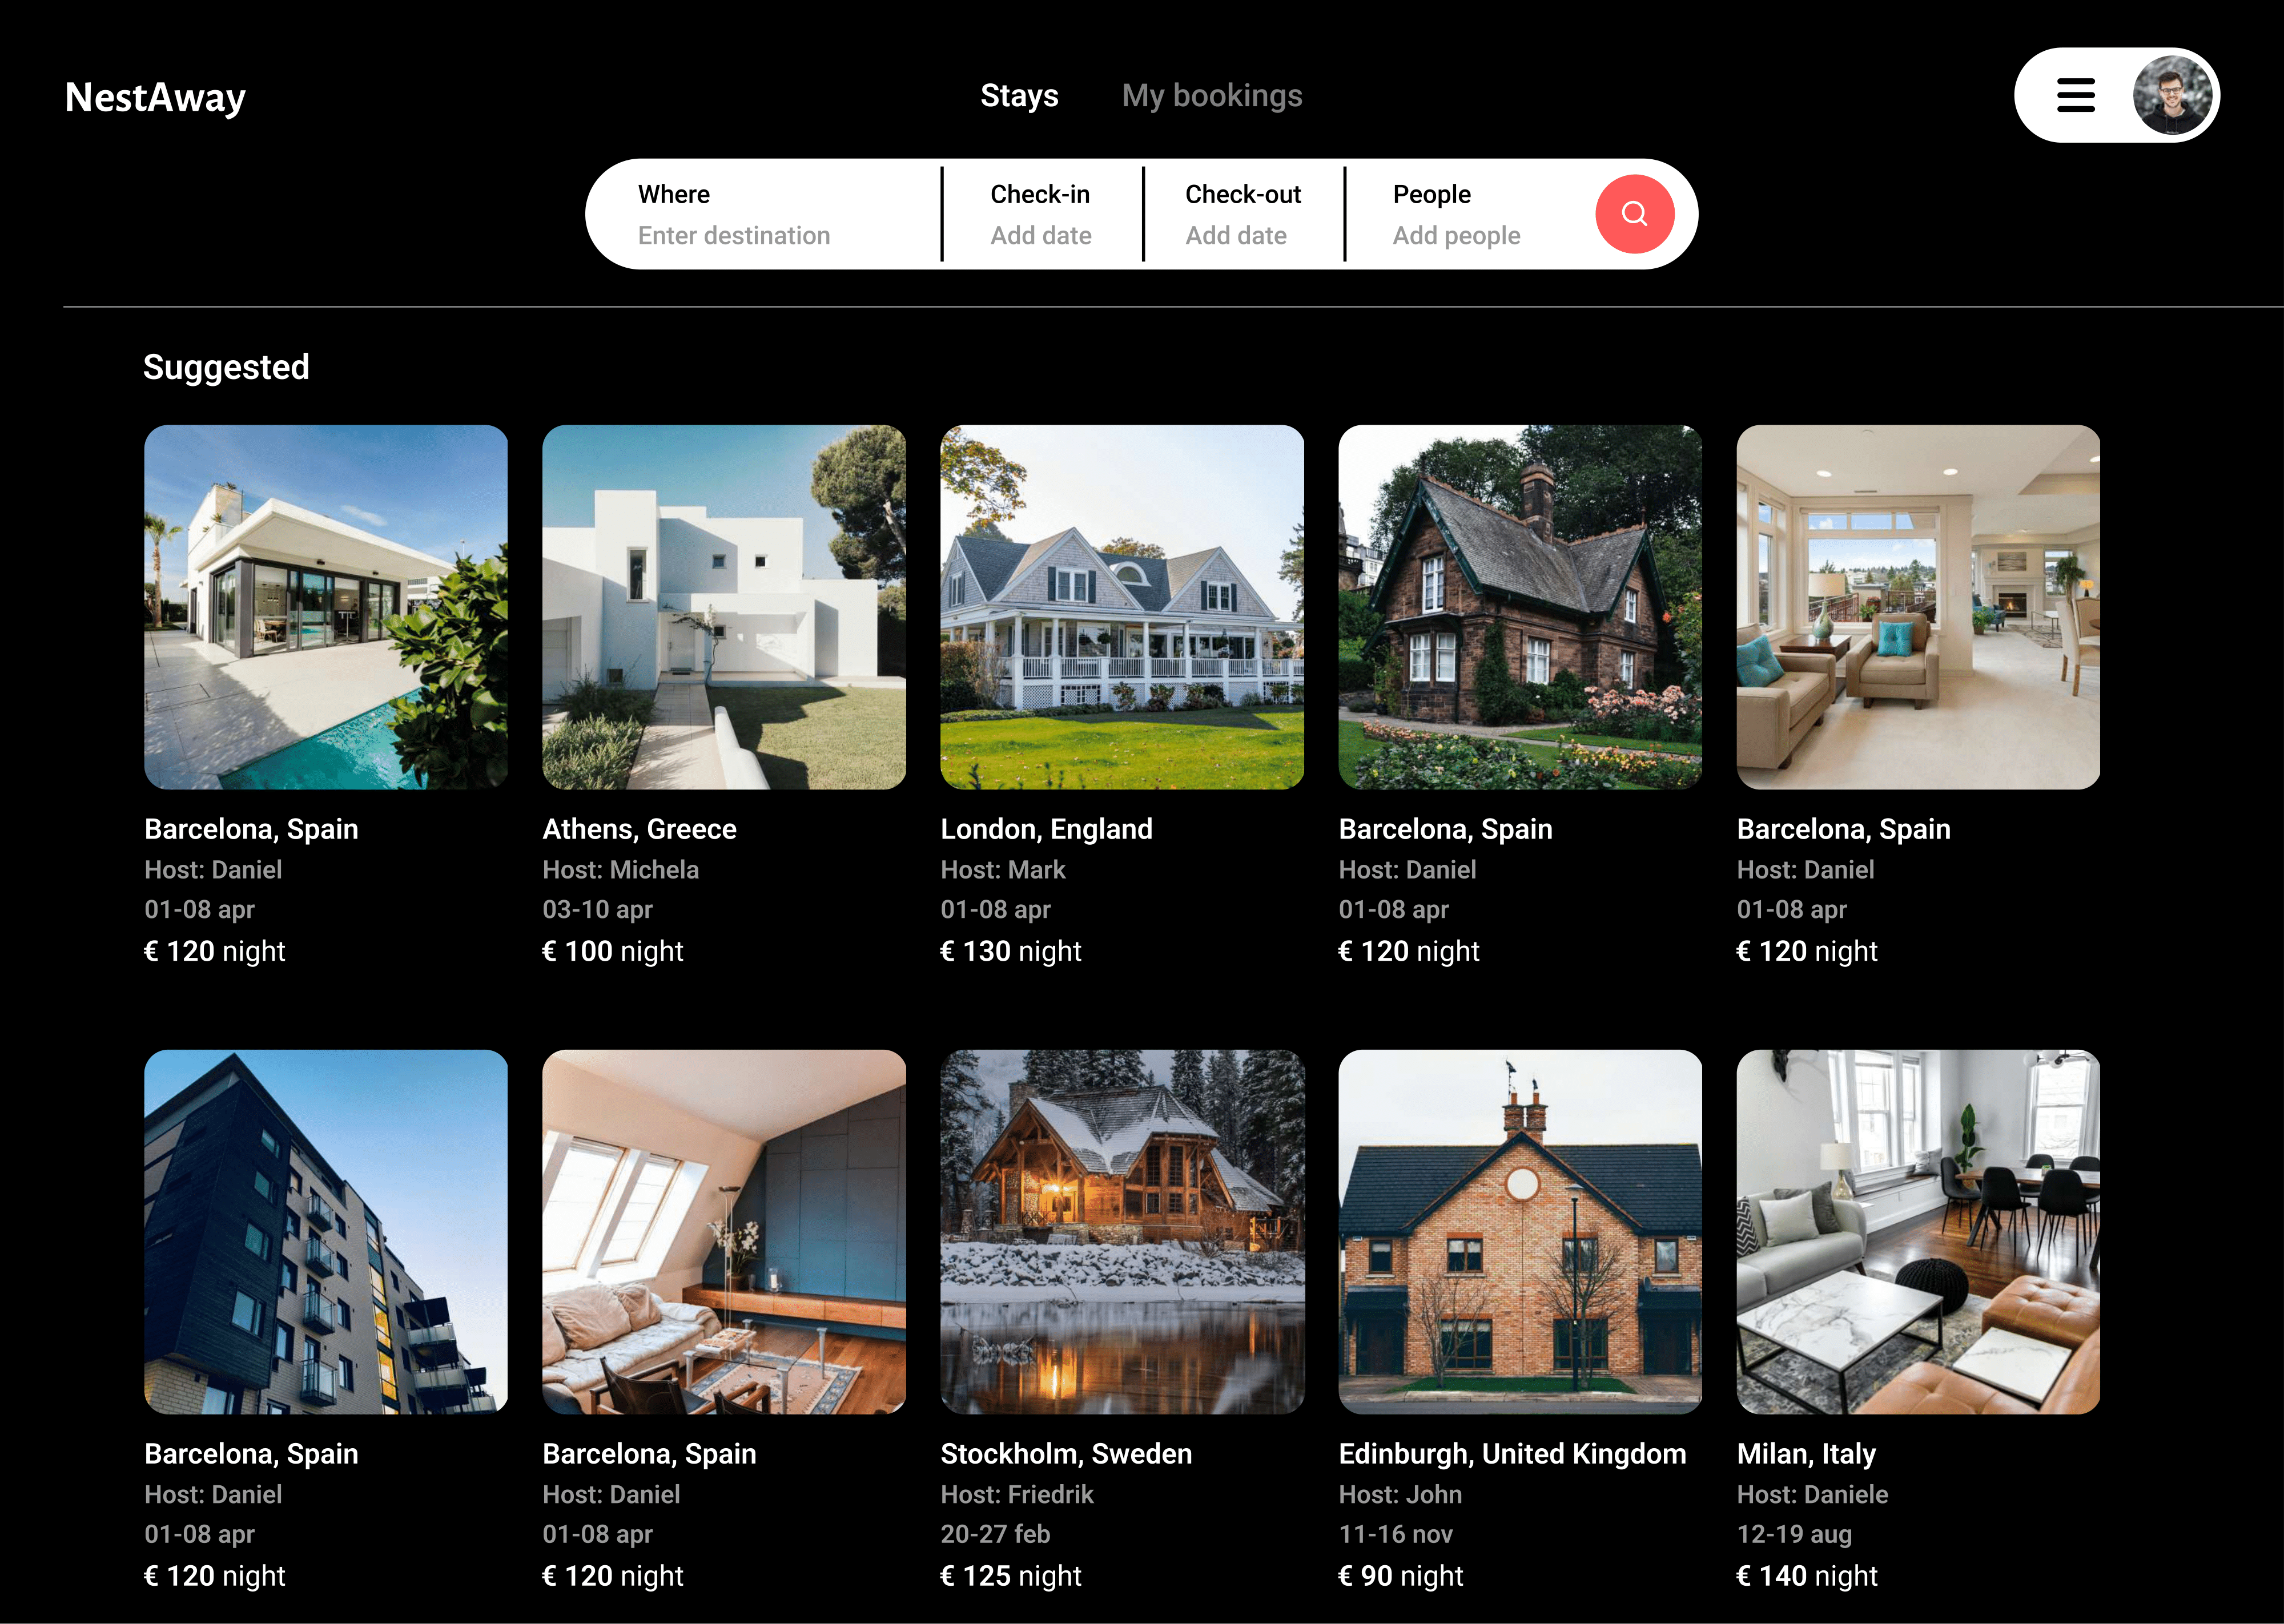 NestAway
Stays
My bookings
Where
Check-in
Check-out
People
Enter destination
Add date
Add date
Add people
Suggested
Barcelona, Spain
Host: Daniel
01-08 apr
€ 120 night
Athens, Greece
Host: Michela
03-10 apr
€ 100 night
London, England
Host: Mark
01-08 apr
€ 130 night
Barcelona, Spain
Host: Daniel
01-08 apr
€ 120 night
Barcelona, Spain
Host: Daniel
01-08 apr
€ 120 night
Barcelona, Spain
Host: Daniel
01-08 apr
€ 120 night
Barcelona, Spain
Host: Daniel
01-08 apr
€ 120 night
Stockholm, Sweden
Host: Friedrik
20-27 feb
€ 125 night
Edinburgh, United Kingdom
Host: John
11-16 nov
€ 90 night
Milan, Italy
Host: Daniele
12-19 aug
€ 140 night